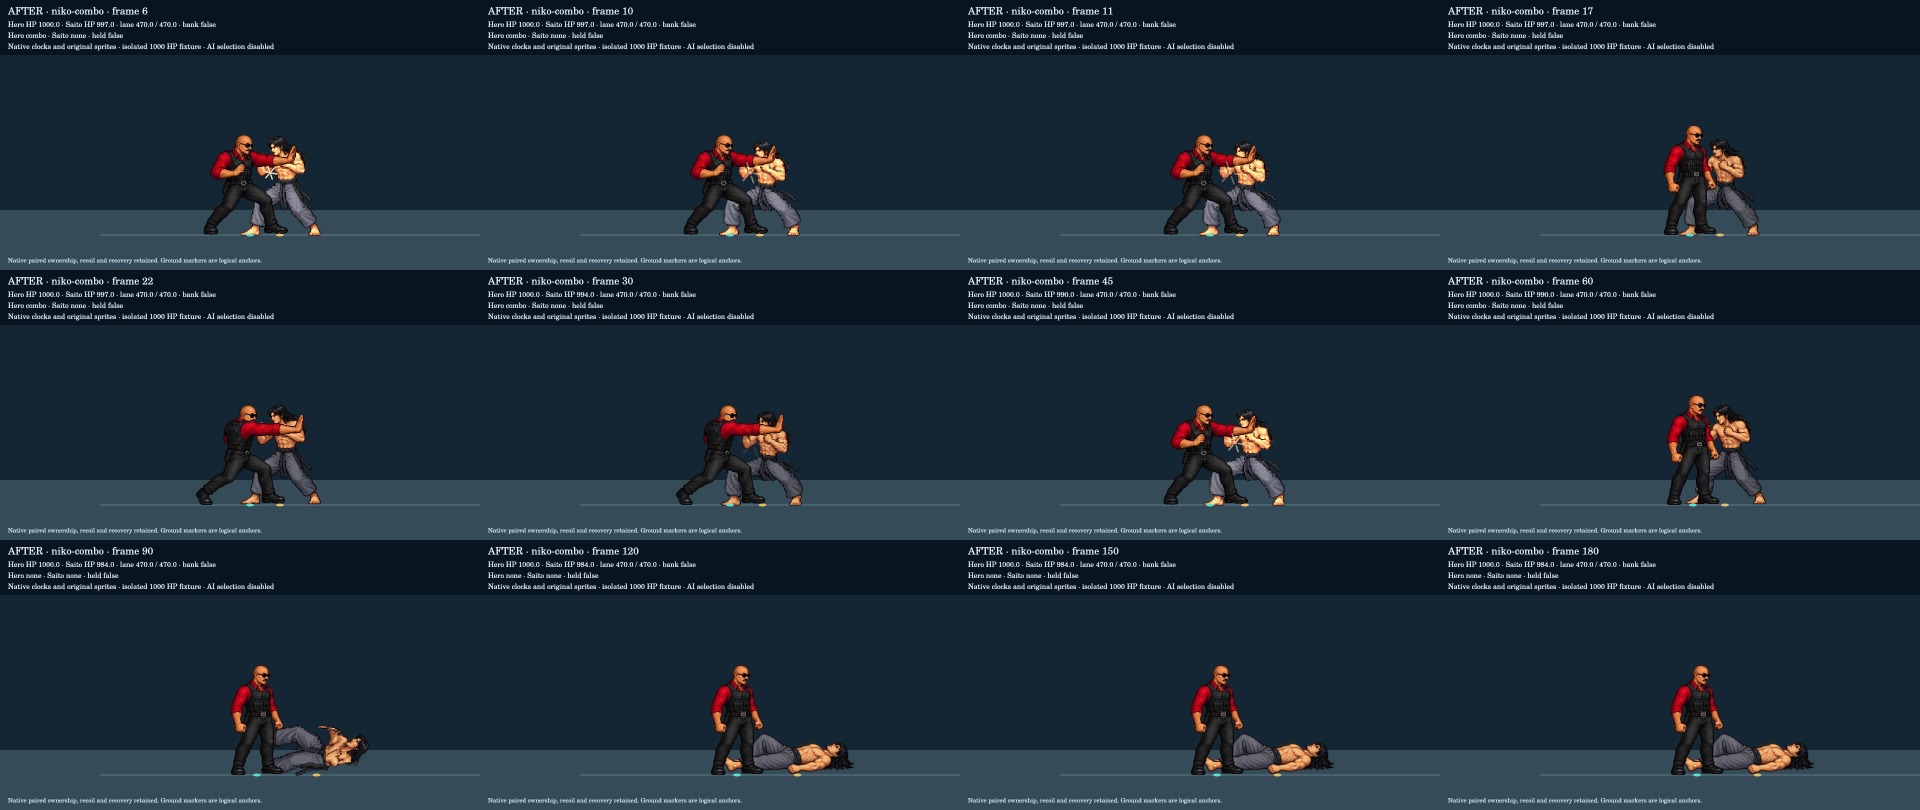 AFTER · niko-combo · frame 6
Hero HP 1000.0 · Saito HP 997.0 · lane 470.0 / 470.0 · bank false
Hero combo · Saito none · held false
Native clocks and original sprites · isolated 1000 HP fixture · AI selection disabled
Native paired ownership, recoil and recovery retained. Ground markers are logical anchors.
AFTER · niko-combo · frame 10
Hero HP 1000.0 · Saito HP 997.0 · lane 470.0 / 470.0 · bank false
Hero combo · Saito none · held false
Native clocks and original sprites · isolated 1000 HP fixture · AI selection disabled
Native paired ownership, recoil and recovery retained. Ground markers are logical anchors.
AFTER · niko-combo · frame 11
Hero HP 1000.0 · Saito HP 997.0 · lane 470.0 / 470.0 · bank false
Hero combo · Saito none · held false
Native clocks and original sprites · isolated 1000 HP fixture · AI selection disabled
Native paired ownership, recoil and recovery retained. Ground markers are logical anchors.
AFTER · niko-combo · frame 17
Hero HP 1000.0 · Saito HP 997.0 · lane 470.0 / 470.0 · bank false
Hero combo · Saito none · held false
Native clocks and original sprites · isolated 1000 HP fixture · AI selection disabled
Native paired ownership, recoil and recovery retained. Ground markers are logical anchors.
AFTER · niko-combo · frame 22
Hero HP 1000.0 · Saito HP 997.0 · lane 470.0 / 470.0 · bank false
Hero combo · Saito none · held false
Native clocks and original sprites · isolated 1000 HP fixture · AI selection disabled
Native paired ownership, recoil and recovery retained. Ground markers are logical anchors.
AFTER · niko-combo · frame 30
Hero HP 1000.0 · Saito HP 994.0 · lane 470.0 / 470.0 · bank false
Hero combo · Saito none · held false
Native clocks and original sprites · isolated 1000 HP fixture · AI selection disabled
Native paired ownership, recoil and recovery retained. Ground markers are logical anchors.
AFTER · niko-combo · frame 45
Hero HP 1000.0 · Saito HP 990.0 · lane 470.0 / 470.0 · bank false
Hero combo · Saito none · held false
Native clocks and original sprites · isolated 1000 HP fixture · AI selection disabled
Native paired ownership, recoil and recovery retained. Ground markers are logical anchors.
AFTER · niko-combo · frame 60
Hero HP 1000.0 · Saito HP 990.0 · lane 470.0 / 470.0 · bank false
Hero combo · Saito none · held false
Native clocks and original sprites · isolated 1000 HP fixture · AI selection disabled
Native paired ownership, recoil and recovery retained. Ground markers are logical anchors.
AFTER · niko-combo · frame 90
Hero HP 1000.0 · Saito HP 984.0 · lane 470.0 / 470.0 · bank false
Hero none · Saito none · held false
Native clocks and original sprites · isolated 1000 HP fixture · AI selection disabled
Native paired ownership, recoil and recovery retained. Ground markers are logical anchors.
AFTER · niko-combo · frame 120
Hero HP 1000.0 · Saito HP 984.0 · lane 470.0 / 470.0 · bank false
Hero none · Saito none · held false
Native clocks and original sprites · isolated 1000 HP fixture · AI selection disabled
Native paired ownership, recoil and recovery retained. Ground markers are logical anchors.
AFTER · niko-combo · frame 150
Hero HP 1000.0 · Saito HP 984.0 · lane 470.0 / 470.0 · bank false
Hero none · Saito none · held false
Native clocks and original sprites · isolated 1000 HP fixture · AI selection disabled
Native paired ownership, recoil and recovery retained. Ground markers are logical anchors.
AFTER · niko-combo · frame 180
Hero HP 1000.0 · Saito HP 984.0 · lane 470.0 / 470.0 · bank false
Hero none · Saito none · held false
Native clocks and original sprites · isolated 1000 HP fixture · AI selection disabled
Native paired ownership, recoil and recovery retained. Ground markers are logical anchors.